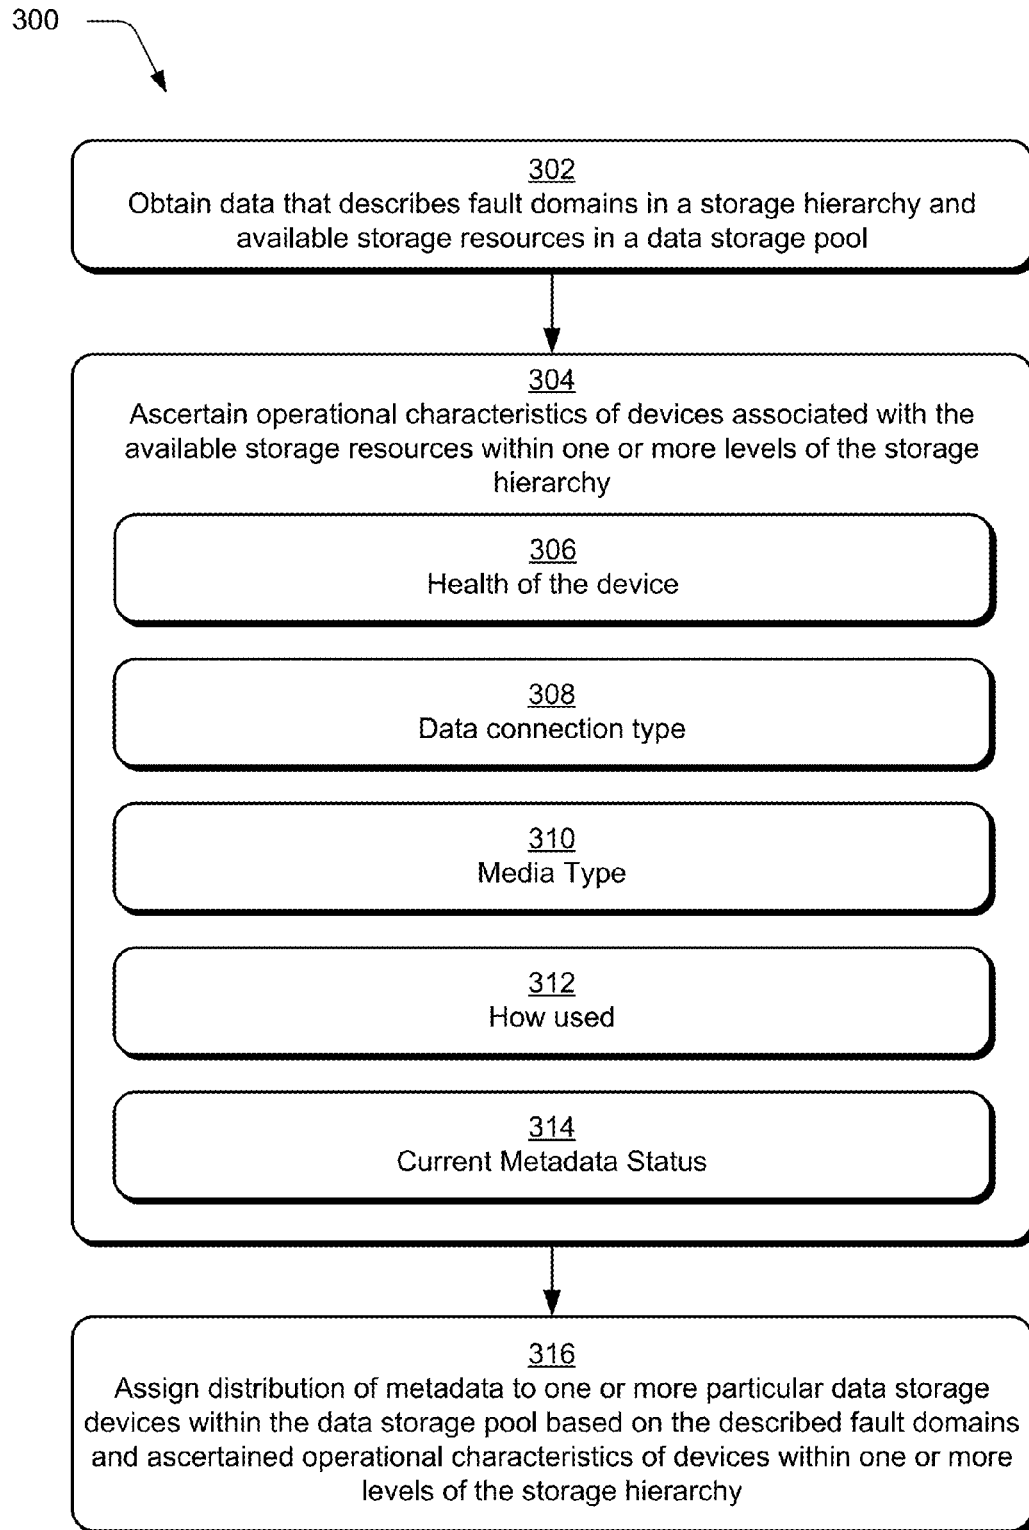 300
302
Obtain data that describes fault domains in a storage hierarchy and
available storage resources in a data storage pool
304
Ascertain operational characteristics of devices associated with the
available storage resources within one or more levels of the storage
hierarchy
306
Health of the device
308
Data connection type
310
Media Type
312
How used
314
Current Metadata Status
316
Assign distribution of metadata to one or more particular data storage
devices within the data storage pool based on the described fault domains
and ascertained operational characteristics of devices within one or more
levels of the storage hierarchy